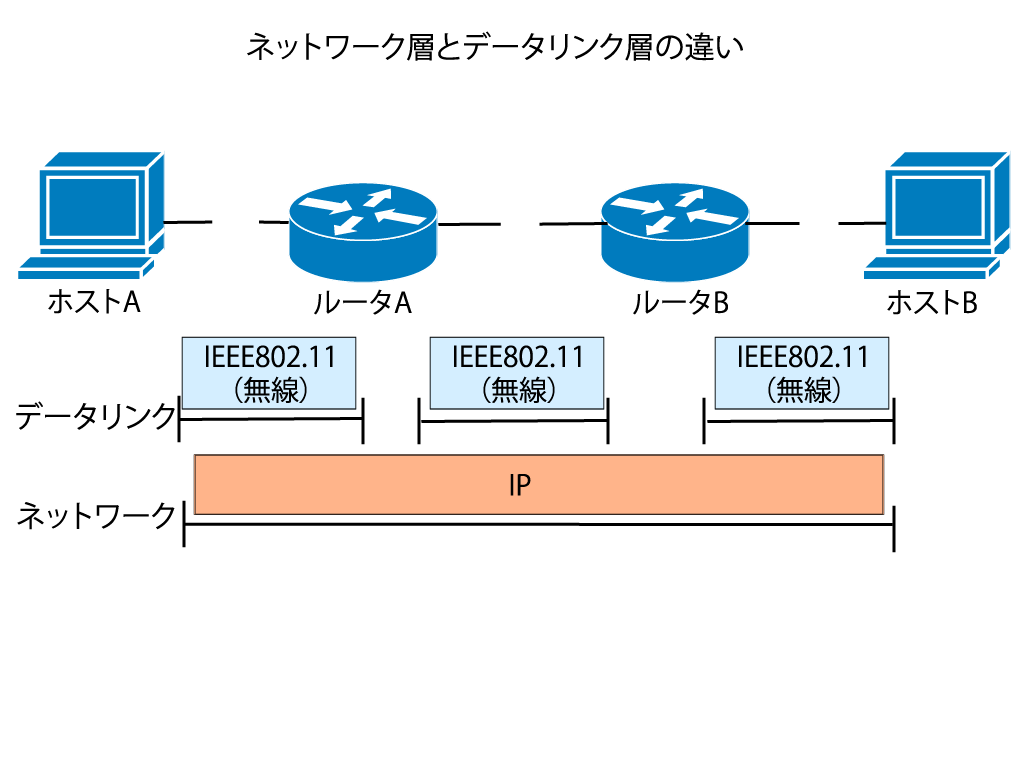 ネットワーク層とデータリンク層の違い
ホストA
ルータA
ルータB
ホストB
IEEE802.11
（無線）
IEEE802.11
（無線）
IEEE802.11
（無線）
データリンク
IP
ネットワーク